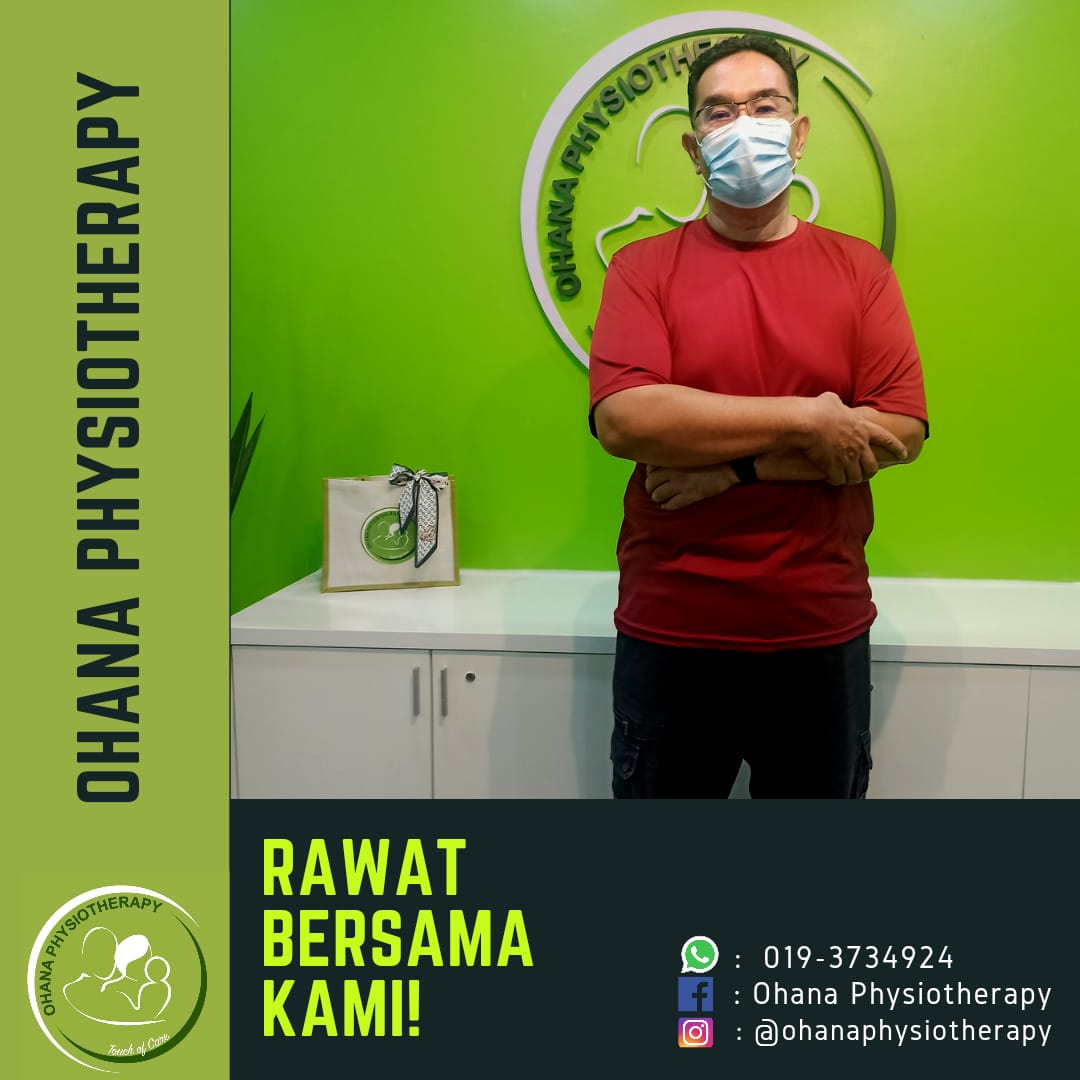 OHANA PHYSIOTHERAPY
OHANA PHYSIOTHERAPY
RAWAT
BERSAMA
KAMI!
: 019-3734924
: Ohana Physiotherapy
: @ohanaphysiotherapy
OHANA PHYSIOTHERAPY
Touch of Care